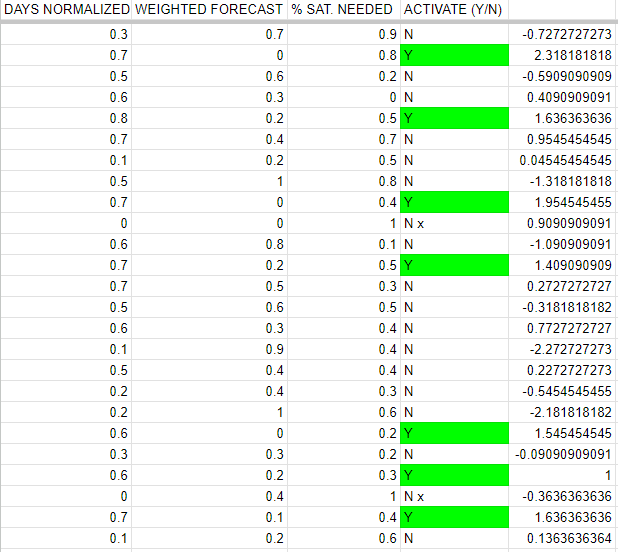 DAYS NORMALIZED WEIGHTED FORECAST % SAT. NEEDED ACTIVATE (Y/N)
0.3 0.7 0.9 N -0.7272727273
0.7 0 0.8 Y 2.318181818
0.5 0.6 0.2 N -0.5909090909
0.6 0.3 0 N 0.4090909091
0.8 0.2 0.5 Y 1.636363636
0.7 0.4 0.7 N 0.9545454545
0.1 0.2 0.5 N 0.04545454545
0.5 1 0.8 N -1.318181818
0.7 0 0.4 Y 1.954545455
0 0 1 N x 0.9090909091
0.6 0.8 0.1 N -1.090909091
0.7 0.2 0.5 Y 1.409090909
0.7 0.5 0.3 N 0.2727272727
0.5 0.6 0.5 N -0.3181818182
0.6 0.3 0.4 N 0.7727272727
0.1 0.9 0.4 N -2.272727273
0.5 0.4 0.4 N 0.2272727273
0.2 0.4 0.3 N -0.5454545455
0.2 1 0.6 N -2.181818182
0.6 0 0.2 Y 1.545454545
0.3 0.3 0.2 N -0.09090909091
0.6 0.2 0.3 Y 1
0 0.4 1 N x -0.3636363636
0.7 0.1 0.4 Y 1.636363636
0.1 0.2 0.6 N 0.1363636364